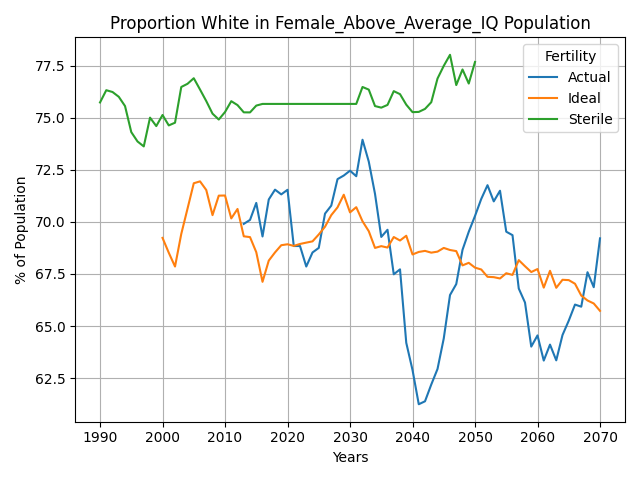 Proportion White in Female_Above_Average_IQ Population
Fertility
Actual
Ideal
Sterile
% of Population
77.5
75.0
72.5
70.0
67.5
65.0
62.5
1990 2000 2010 2020 2030 2040 2050 2060 2070
Years